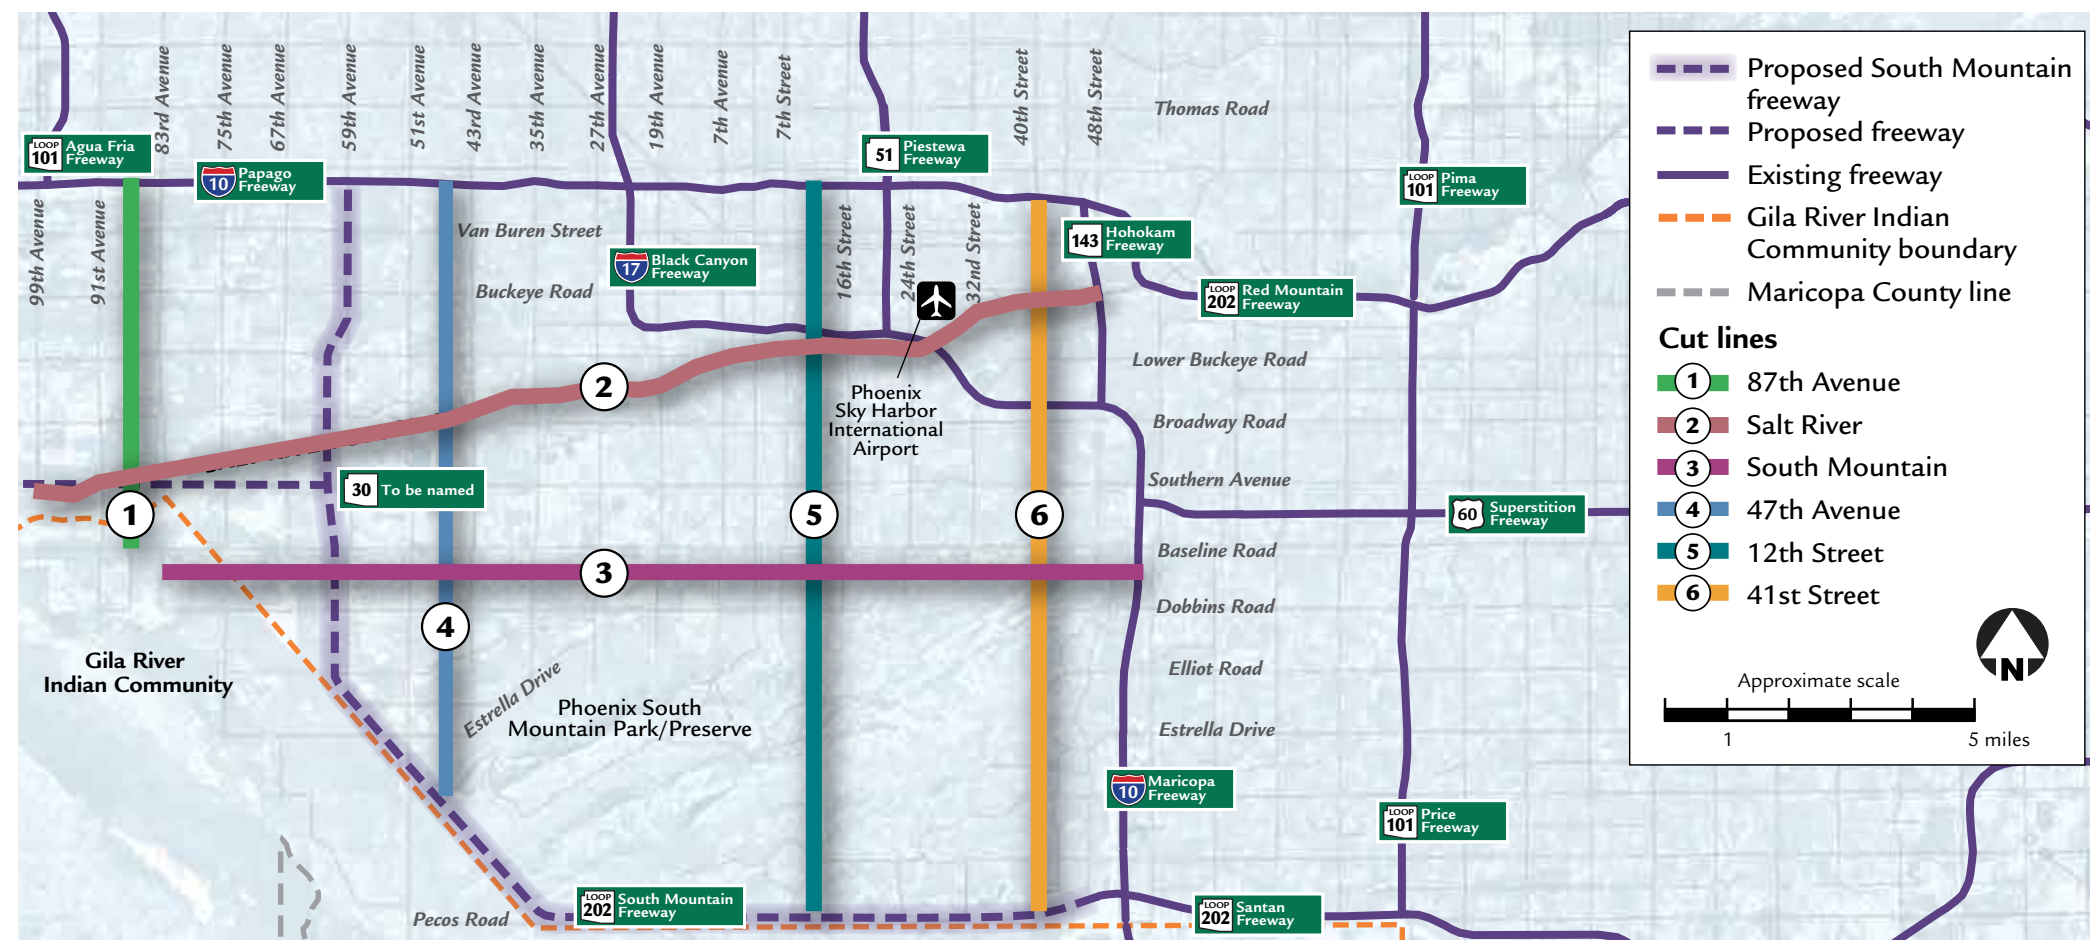 83rd Avenue
75th Avenue
67th Avenue
59th Avenue
51st Avenue
43rd Avenue
35th Avenue
27th Avenue
19th Avenue
7th Avenue
7th Street
40th Street
48th Street
Thomas Road
LOOP
101
Agua Fria
Freeway
10
Papago
Freeway
51
Piestewa
Freeway
LOOP
101
Pima
Freeway
99th Avenue
91st Avenue
Van Buren Street
Buckeye Road
17
Black Canyon
Freeway
16th Street
24th Street
32nd Street
143
Hohokam
Freeway
LOOP
202
Red Mountain
Freeway
2
Phoenix
Sky Harbor
International
Airport
Lower Buckeye Road
Broadway Road
Southern Avenue
30
To be named
1
5
6
60
Superstition
Freeway
Baseline Road
3
Dobbins Road
4
Gila River
Indian Community
Estrella Drive
Phoenix South
Mountain Park/Preserve
Elliot Road
Estrella Drive
10
Maricopa
Freeway
LOOP
101
Price
Freeway
Pecos Road
LOOP
202
South Mountain
Freeway
LOOP
202
Santan
Freeway
Proposed South Mountain
freeway
Proposed freeway
Existing freeway
Gila River Indian
Community boundary
Maricopa County line
Cut lines
1 87th Avenue
2 Salt River
3 South Mountain
4 47th Avenue
5 12th Street
6 41st Street
N
Approximate scale
1 5 miles